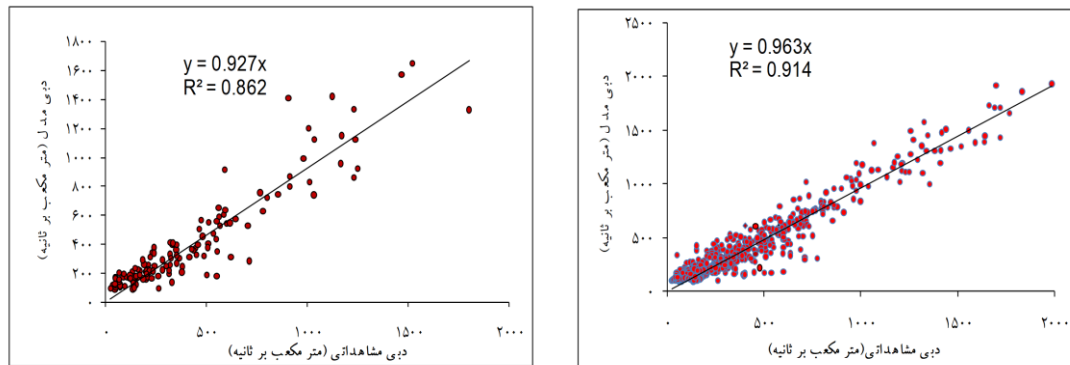 y = 0.927x
R² = 0.862
۱۸۰۰
۱۶۰۰
۱۴۰۰
۱۲۰۰
۱۰۰۰
۸۰۰
۶۰۰
۴۰۰
۲۰۰
۰
دبی مدل (متر مکعب بر ثانیه)
۰ ۵۰۰ ۱۰۰۰ ۱۵۰۰ ۲۰۰۰
دبی مشاهداتی(متر مکعب بر ثانیه)
y = 0.963x
R² = 0.914
۲۵۰۰
۲۰۰۰
۱۵۰۰
۱۰۰۰
۵۰۰
۰
دبی مدل (متر مکعب بر ثانیه)
۰ ۵۰۰ ۱۰۰۰ ۱۵۰۰ ۲۰۰۰
دبی مشاهداتی(متر مکعب بر ثانیه)